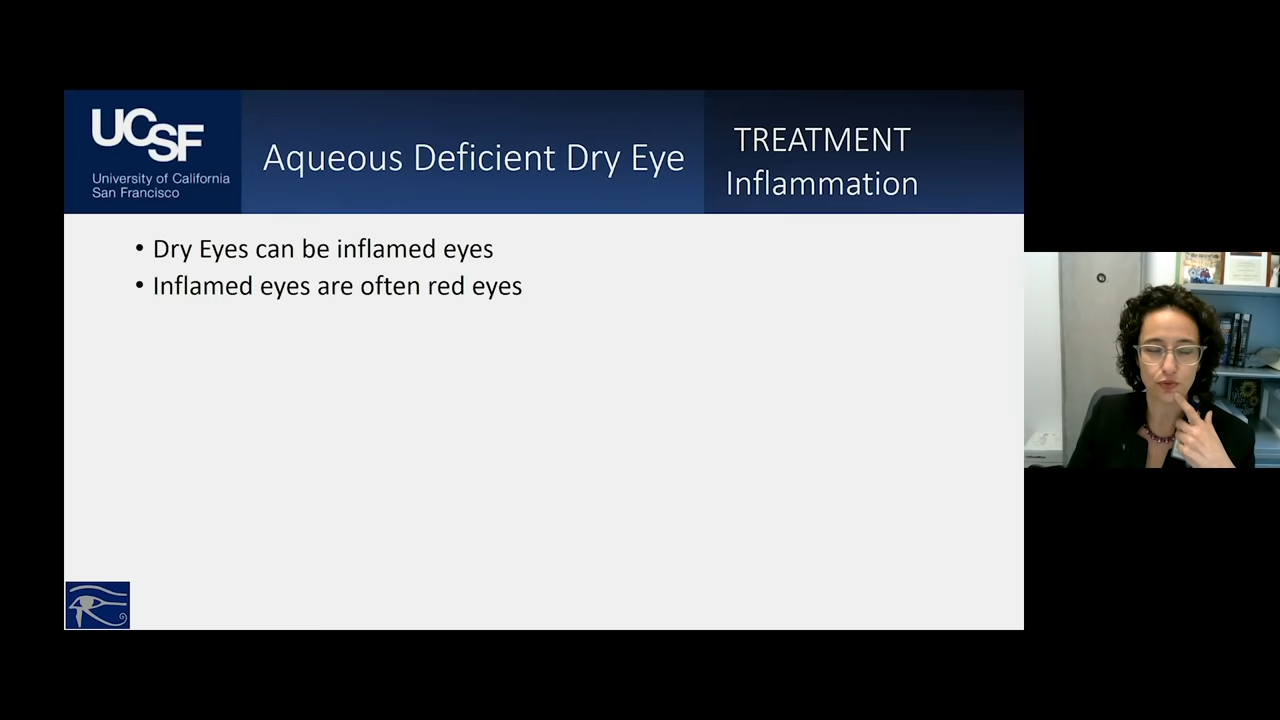 UCSF
University of California
San Francisco
Aqueous Deficient Dry Eye
TREATMENT
Inflammation
• Dry Eyes can be inflamed eyes
• Inflamed eyes are often red eyes